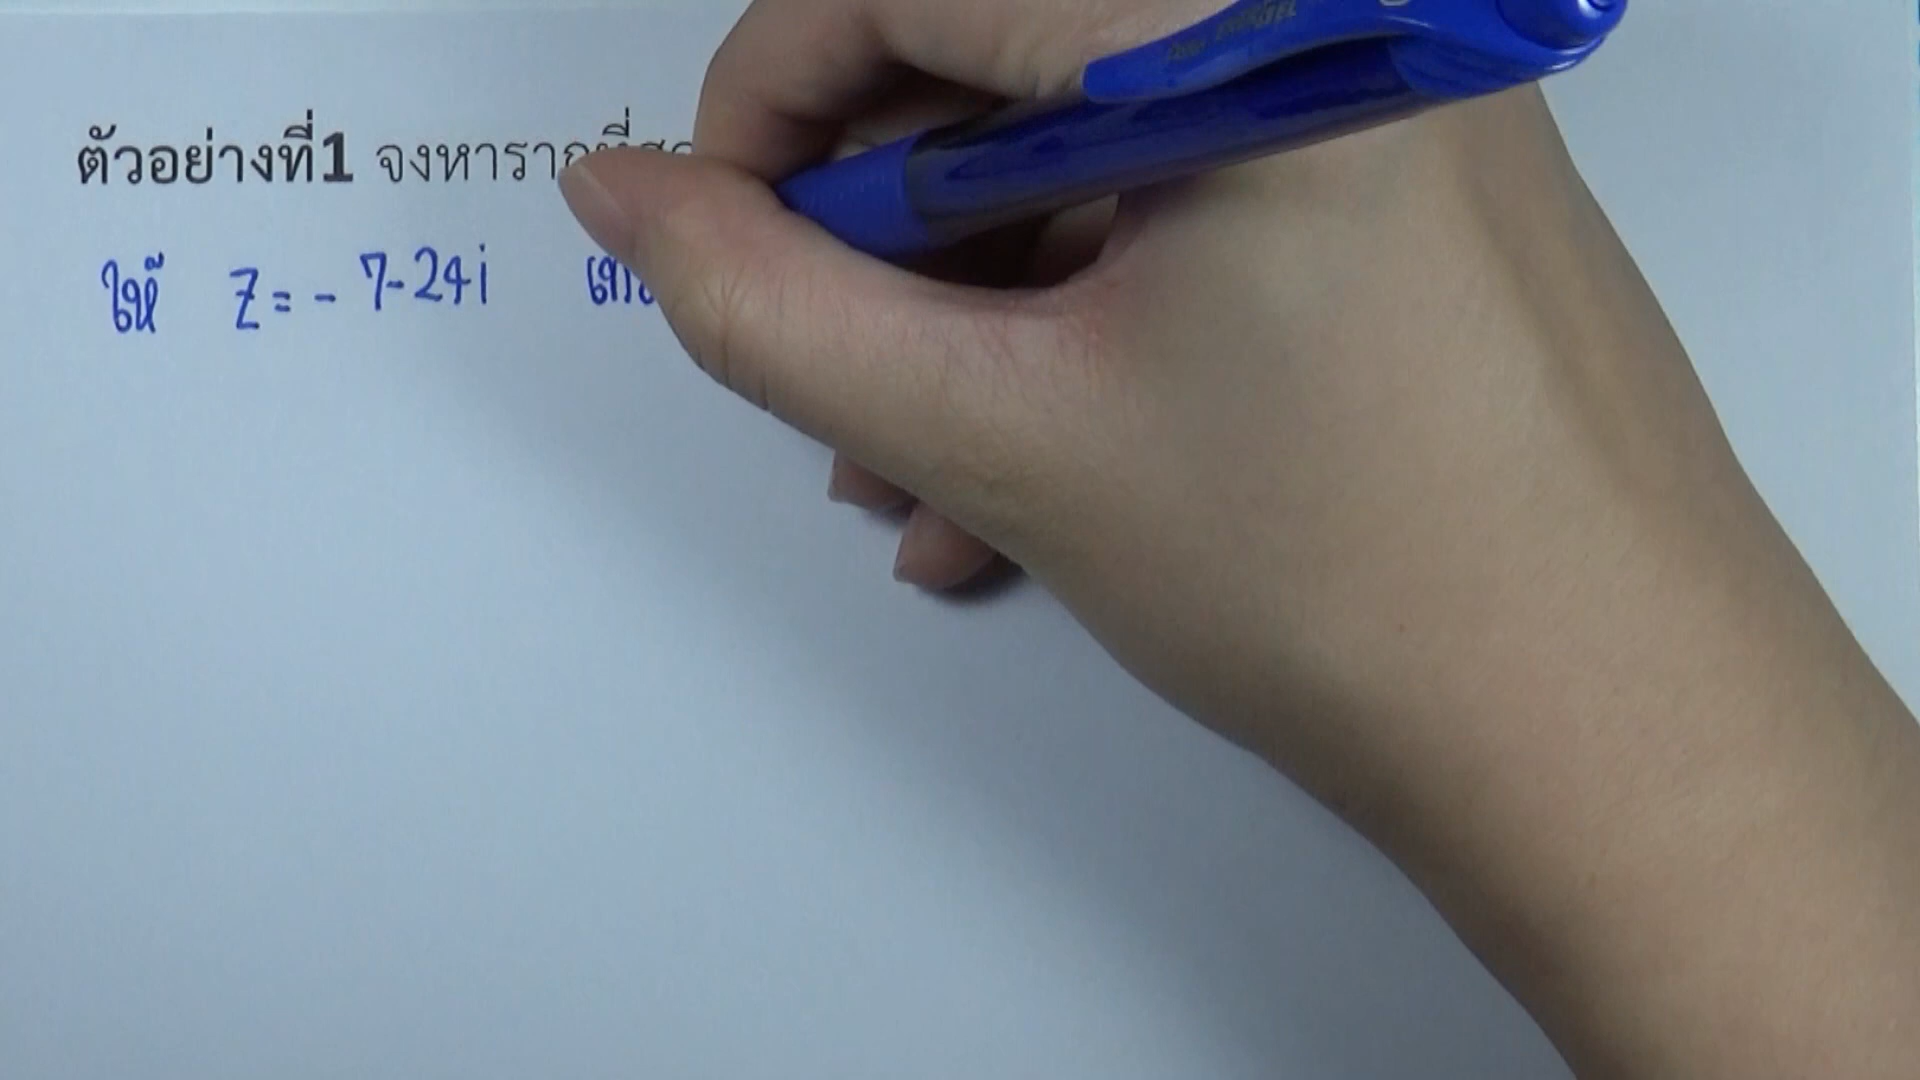 ตัวอย่างที่1 จงหาราก
ให้ Z = - 7-24i